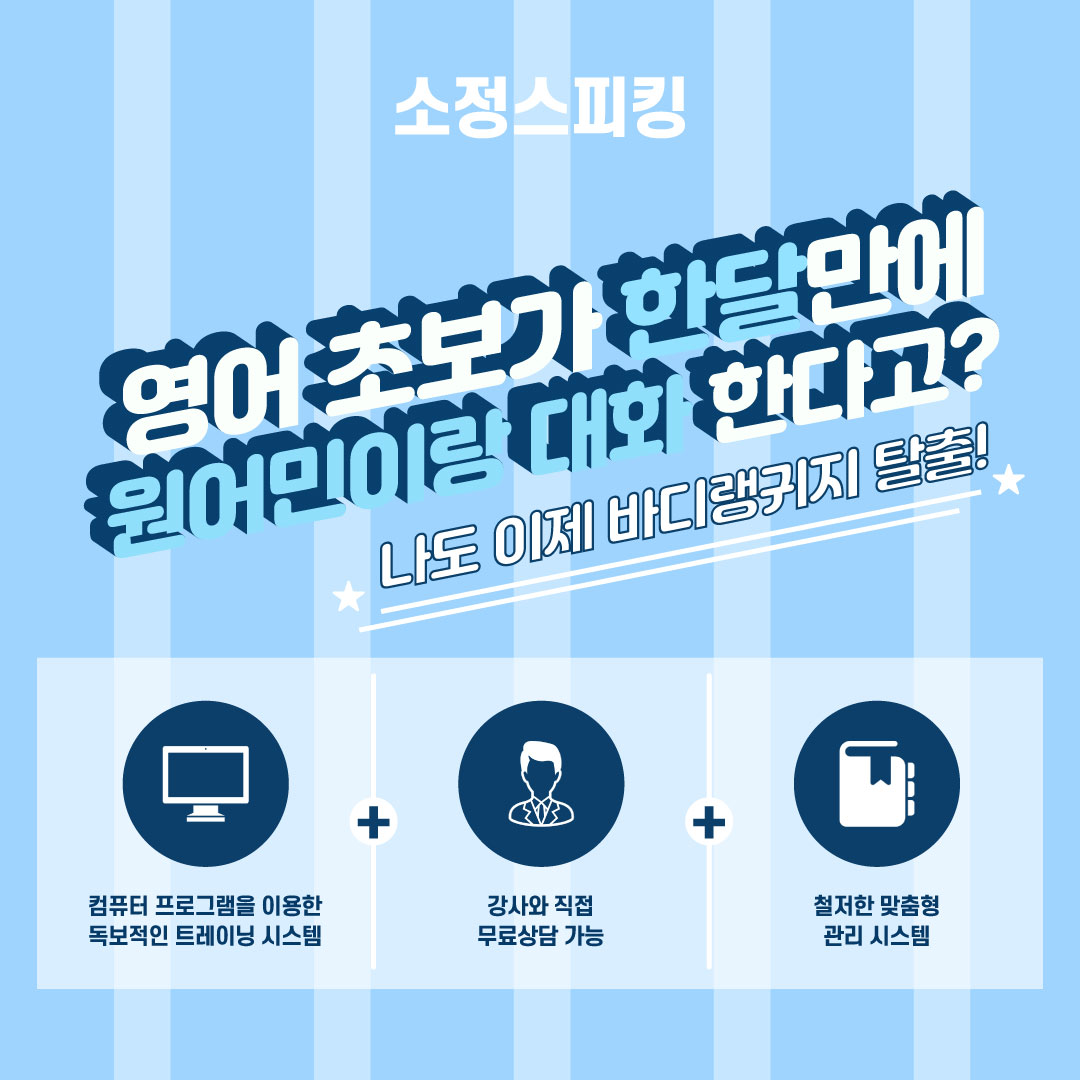 소정스피킹
영어 초보가 한달만에
원어민이랑 대화 한다고?
나도 이제 바디랭귀지 탈출!
컴퓨터 프로그램을 이용한
독보적인 트레이닝 시스템
강사와 직접
무료상담 가능
철저한 맞춤형
관리 시스템